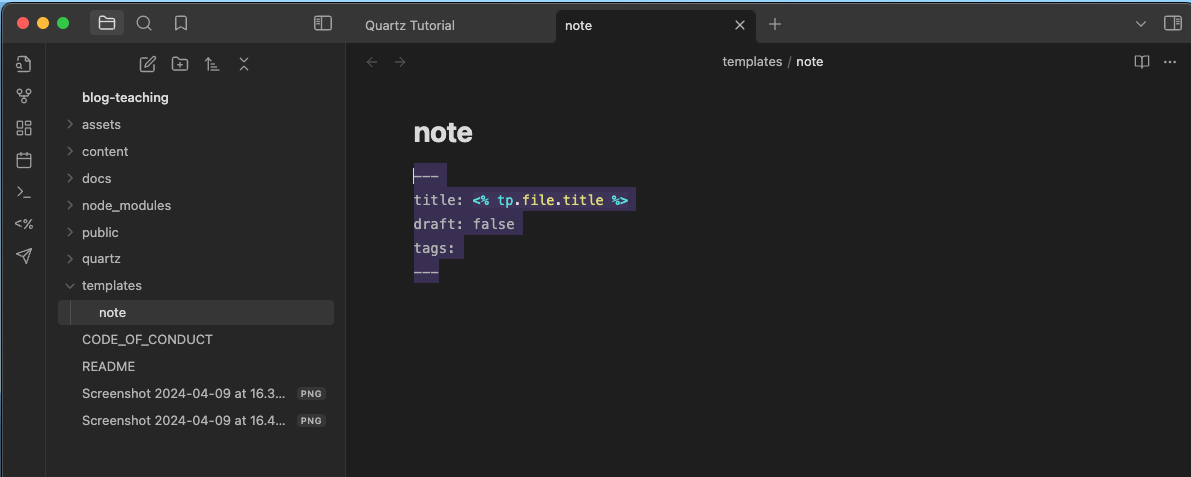 Quartz Tutorial
note
templates / note
<%
blog-teaching
assets
content
docs
node_modules
public
quartz
templates
note
CODE_OF_CONDUCT
README
Screenshot 2024-04-09 at 16.3... PNG
Screenshot 2024-04-09 at 16.4... PNG
note
---
title: <% tp.file.title %>
draft: false
tags:
---